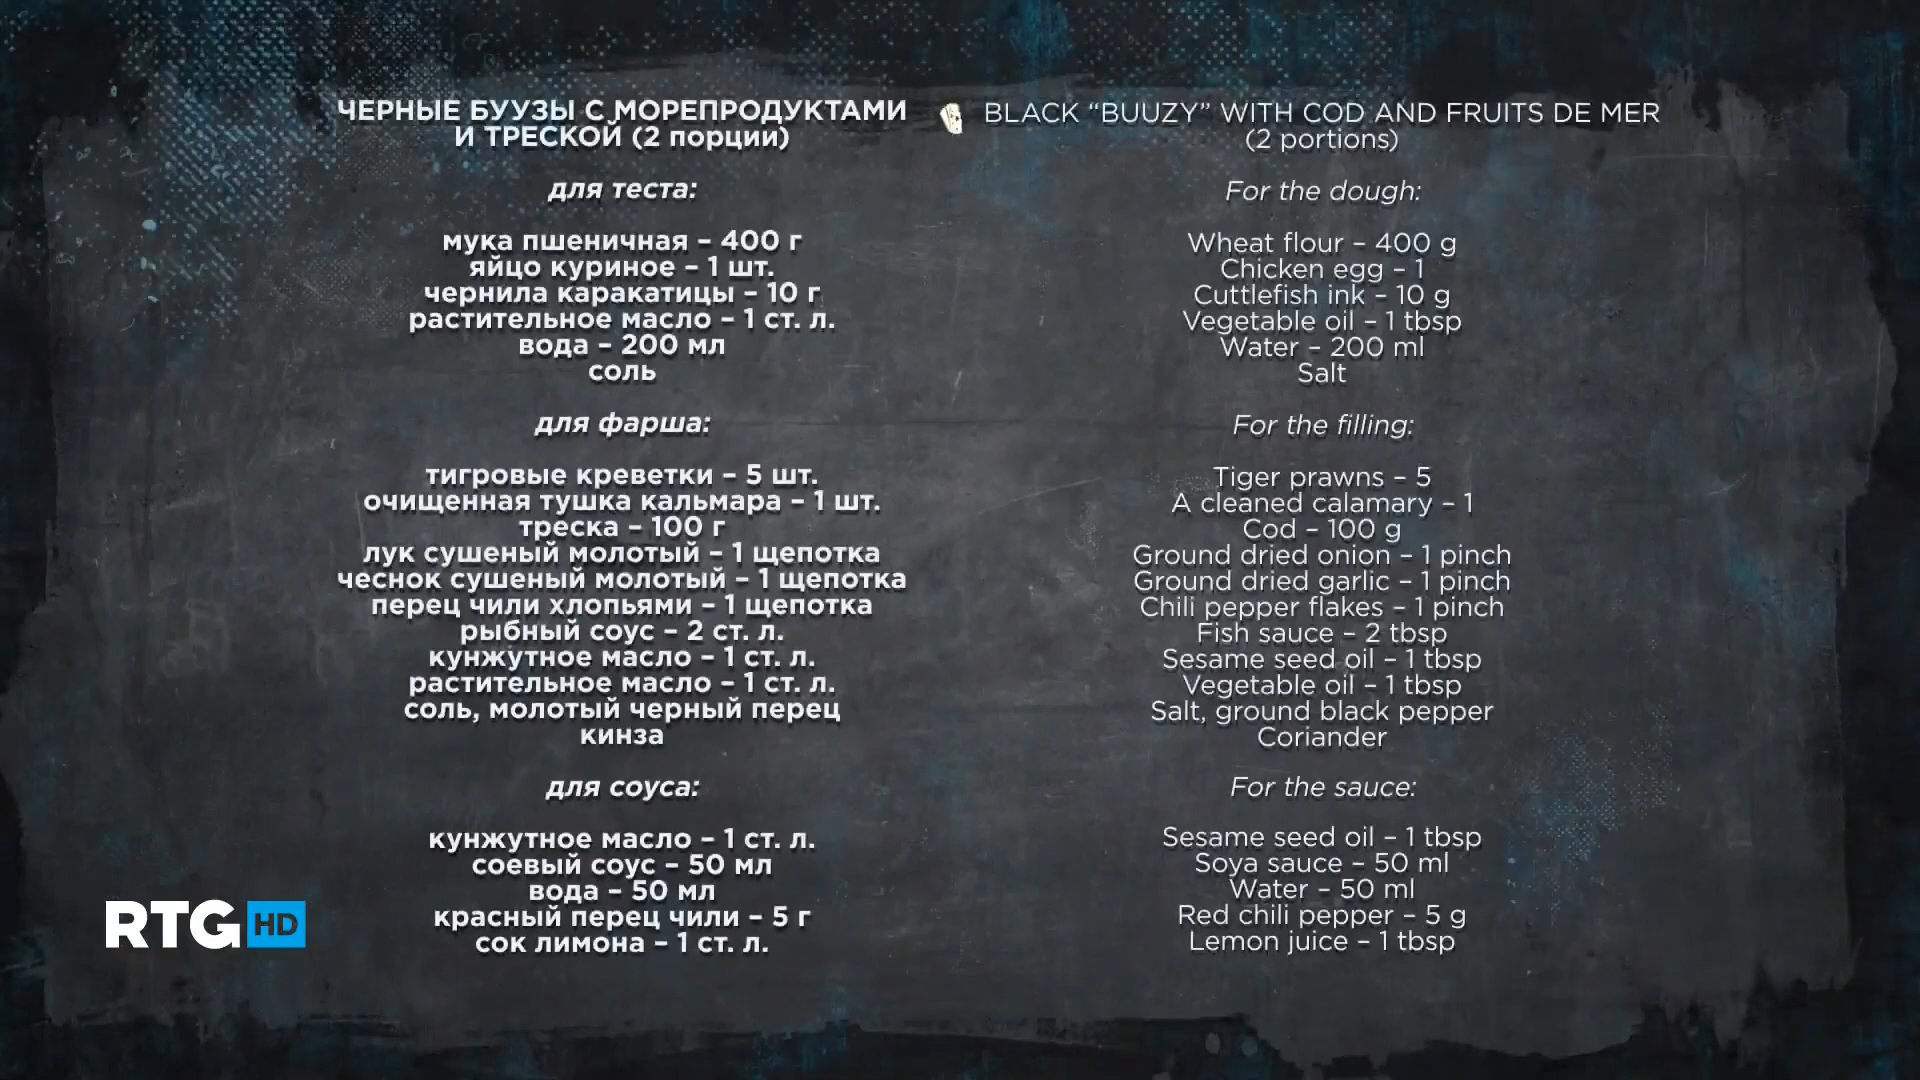 ЧЕРНЫЕ БУУЗЫ С МОРЕПРОДУКТАМИ
И ТРЕСКОЙ (2 порции)
для теста:
мука пшеничная – 400 г
яйцо куриное – 1 шт.
чернила каракатицы – 10 г
растительное масло – 1 ст. л.
вода – 200 мл
соль
для фарша:
тигровые креветки – 5 шт.
очищенная тушка кальмара – 1 шт.
треска – 100 г
лук сушеный молотый – 1 щепотка
чеснок сушеный молотый – 1 щепотка
перец чили хлопьями – 1 щепотка
рыбный соус – 2 ст. л.
кунжутное масло – 1 ст. л.
растительное масло – 1 ст. л.
соль, молотый черный перец
кинза
для соуса:
кунжутное масло – 1 ст. л.
соевый соус – 50 мл
вода – 50 мл
красный перец чили – 5 г
сок лимона – 1 ст. л.
BLACK “BUUZY” WITH COD AND FRUITS DE MER
(2 portions)
For the dough:
Wheat flour – 400 g
Chicken egg – 1
Cuttlefish ink – 10 g
Vegetable oil – 1 tbsp
Water – 200 ml
Salt
For the filling:
Tiger prawns – 5
A cleaned calamary – 1
Cod – 100 g
Ground dried onion – 1 pinch
Ground dried garlic – 1 pinch
Chili pepper flakes – 1 pinch
Fish sauce – 2 tbsp
Sesame seed oil – 1 tbsp
Vegetable oil – 1 tbsp
Salt, ground black pepper
Coriander
For the sauce:
Sesame seed oil – 1 tbsp
Soya sauce – 50 ml
Water – 50 ml
Red chili pepper – 5 g
Lemon juice – 1 tbsp
RTG HD